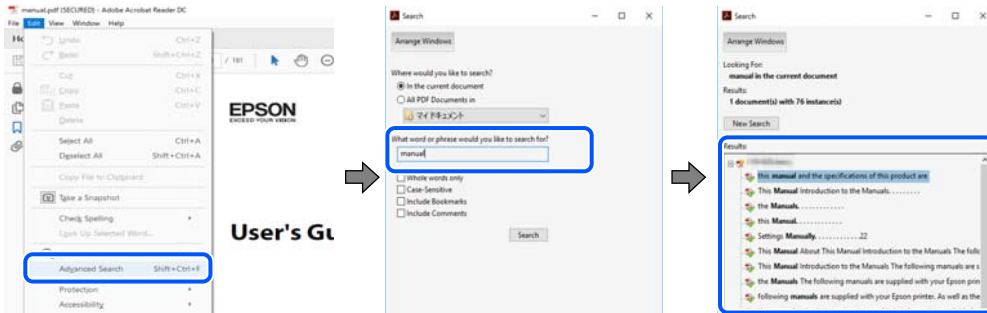 manual.pdf (SECURED) - Adobe Acrobat Reader DC
File Edit View Window Help
Undo Ctrl+Z
Redo Shift+Ctrl+Z
Cut Ctrl+X
Copy Ctrl+C
Paste Ctrl+V
Delete
Select All Ctrl+A
Deselect All Shift+Ctrl+A
Copy File to Clipboard
Take a Snapshot
Check Spelling
Look Up Selected Word...
Advanced Search Shift+Ctrl+F
Protection
Accessibility
/ 181
EPSON
EXCEED YOUR VISION
User's Gu
Search
Arrange Windows
Where would you like to search?
In the current document
All PDF Documents in
マイ ドキュメント
What word or phrase would you like to search for?
manual
Whole words only
Case-Sensitive
Include Bookmarks
Include Comments
Search
Search
Arrange Windows
Looking For:
manual in the current document
Results:
1 document(s) with 76 instance(s)
New Search
Results:
this manual and the specifications of this product are
This Manual Introduction to the Manuals. . . . . . . . .
the Manuals. . . . . . . . . . . . .
this Manual. . . . . . . . . . . . .
Settings Manually. . . . . . . . . . . . .22
This Manual About This Manual Introduction to the Manuals The follo
This Manual Introduction to the Manuals The following manuals are s
the Manuals The following manuals are supplied with your Epson prin
following manuals are supplied with your Epson printer. As well as the